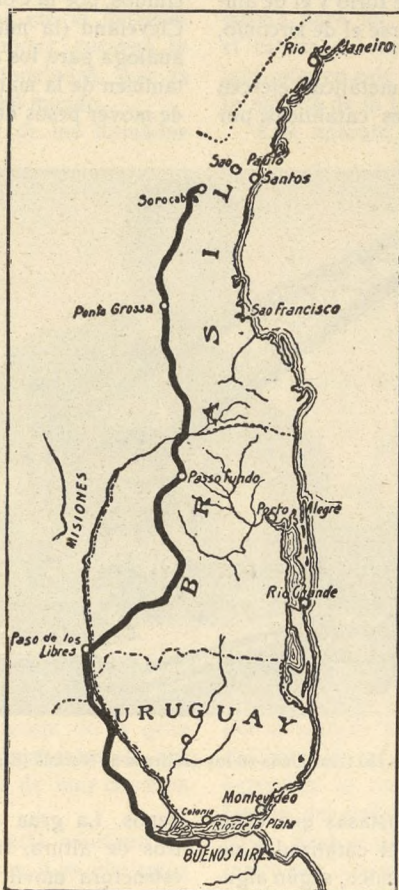 Rio de Janeiro
Sao Paulo
Santos
Sorocaba
Ponta Grossa
Sao Francisco
BRASIL
Passo fundo
MISIONES
Porto Alegre
Rio Grande
Paso de los
Libres
URUGUAY
Montevideo
Colonia
Rio de la Plata
BUENOS AIRES